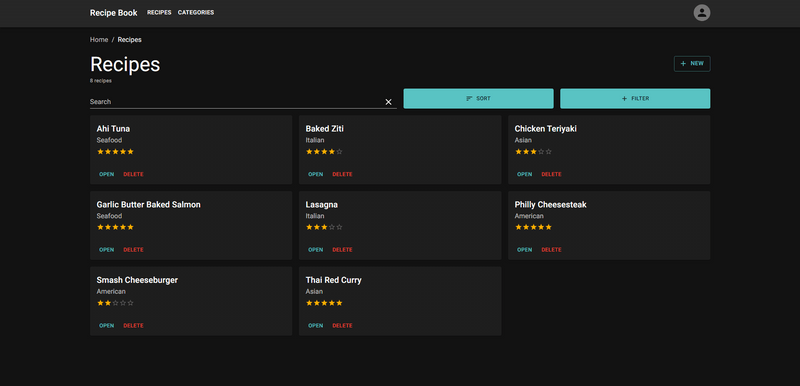 Recipe Book RECIPES CATEGORIES
Home / Recipes
Recipes
8 recipes
+ NEW
Search
SORT
+ FILTER
Ahi Tuna
Seafood
OPEN DELETE
Baked Ziti
Italian
OPEN DELETE
Chicken Teriyaki
Asian
OPEN DELETE
Garlic Butter Baked Salmon
Seafood
OPEN DELETE
Lasagna
Italian
OPEN DELETE
Philly Cheesesteak
American
OPEN DELETE
Smash Cheeseburger
American
OPEN DELETE
Thai Red Curry
Asian
OPEN DELETE